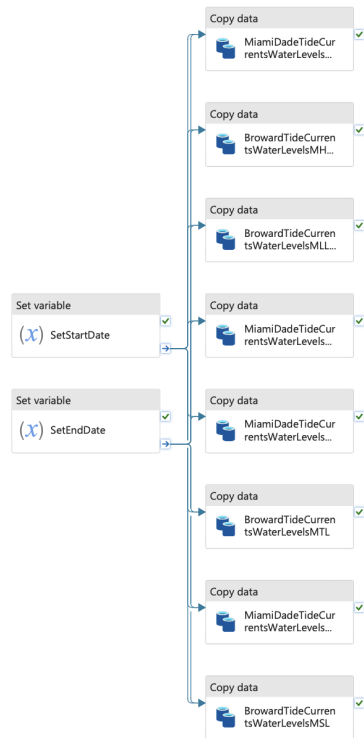 Copy data
MiamiDadeTideCur
rentsWaterLevels...
Copy data
BrowardTideCurren
tsWaterLevelsMH...
Copy data
BrowardTideCurren
tsWaterLevelsMLL...
Set variable
(x) SetStartDate
Copy data
MiamiDadeTideCur
rentsWaterLevels...
Set variable
(x) SetEndDate
Copy data
MiamiDadeTideCur
rentsWaterLevels...
Copy data
BrowardTideCurren
tsWaterLevelsMTL
Copy data
MiamiDadeTideCur
rentsWaterLevels...
Copy data
BrowardTideCurren
tsWaterLevelsMSL